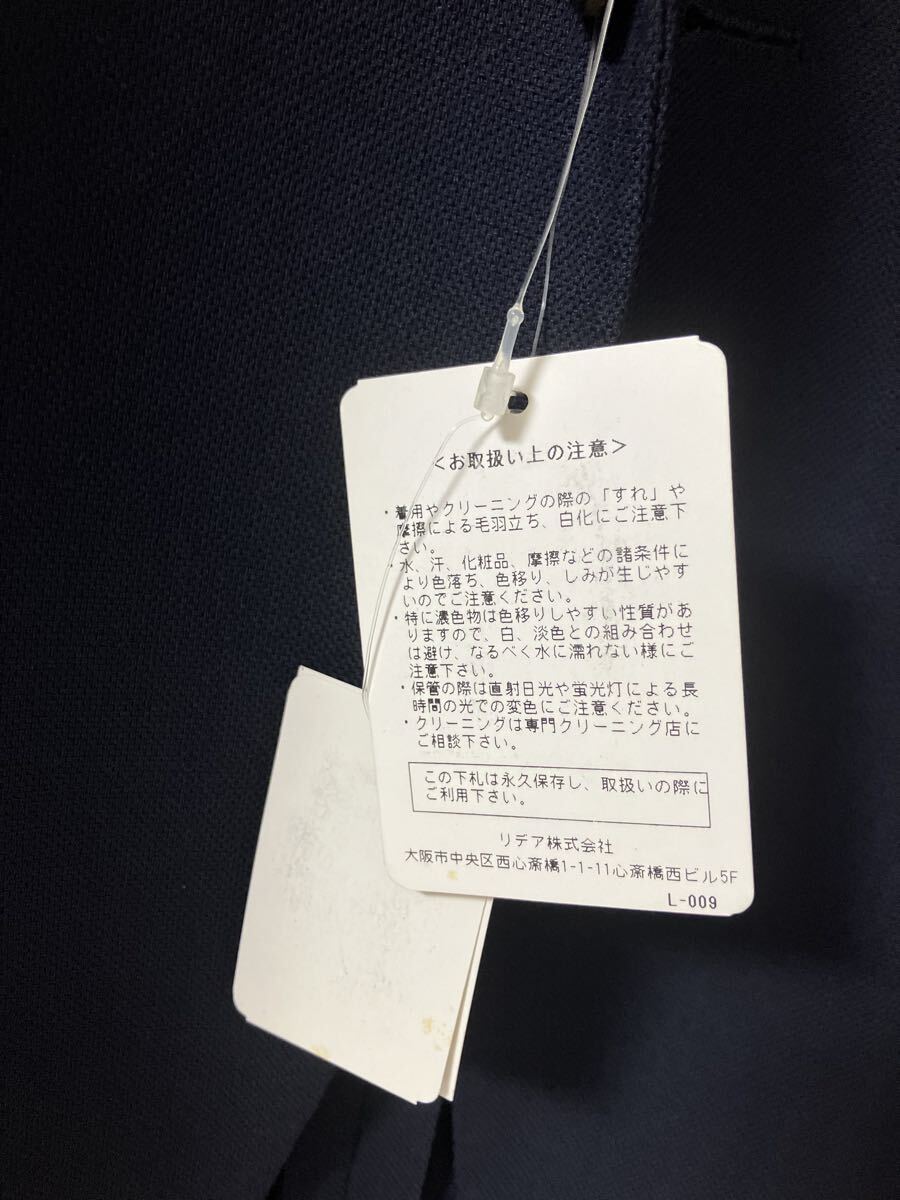 ＜お取扱い上の注意＞
・着用やクリーニングの際の「すれ」や
摩擦による毛羽立ち、白化にご注意下
さい。
・水、汗、化粧品、摩擦などの諸条件に
より色落ち、色移り、しみが生じやす
いのでご注意ください。
・特に濃色物は色移りしやすい性質があ
りますので、白、淡色との組み合わせ
は避け、なるべく水に濡れない様にご
注意下さい。
・保管の際は直射日光や蛍光灯による長
時間の光での変色にご注意ください。
・クリーニングは専門クリーニング店に
ご相談下さい。
この下札は永久保存し、取扱いの際に
ご利用下さい。
リデア株式会社
大阪市中央区西心斎橋1-1-11心斎橋西ビル5F
L-009